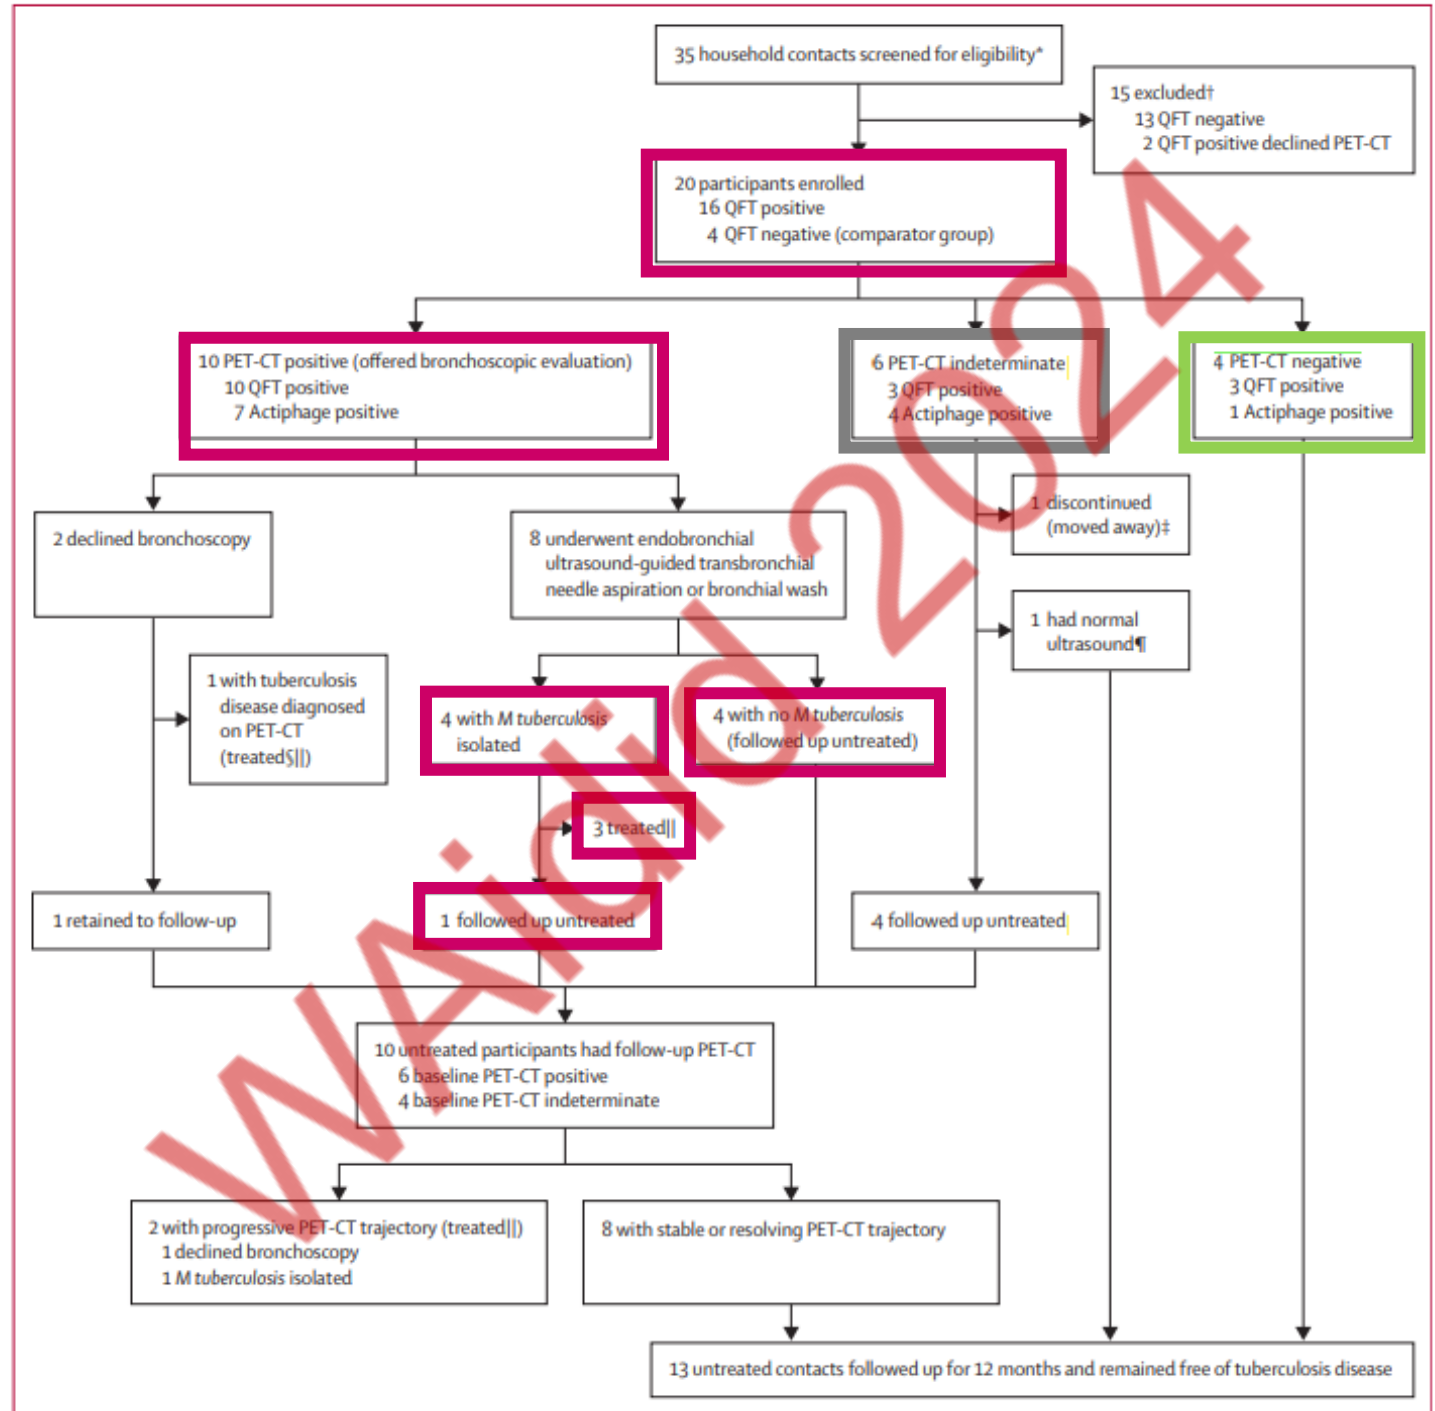 35 household contacts screened for eligibility*
15 excluded†
13 QFT negative
2 QFT positive declined PET-CT
20 participants enrolled
16 QFT positive
4 QFT negative (comparator group)
10 PET-CT positive (offered bronchoscopic evaluation)
10 QFT positive
7 Actiphage positive
6 PET-CT indeterminate
3 QFT positive
4 Actiphage positive
4 PET-CT negative
3 QFT positive
1 Actiphage positive
1 discontinued
(moved away)‡
2 declined bronchoscopy
8 underwent endobronchial
ultrasound-guided transbronchial
needle aspiration or bronchial wash
1 had normal
ultrasound¶
1 with tuberculosis
disease diagnosed
on PET-CT
(treated§||)
4 with M tuberculosis
isolated
4 with no M tuberculosis
(followed up untreated)
3 treated||
1 retained to follow-up
1 followed up untreated
4 followed up untreated
10 untreated participants had follow-up PET-CT
6 baseline PET-CT positive
4 baseline PET-CT indeterminate
2 with progressive PET-CT trajectory (treated||)
1 declined bronchoscopy
1 M tuberculosis isolated
8 with stable or resolving PET-CT trajectory
13 untreated contacts followed up for 12 months and remained free of tuberculosis disease
WAidid 2024